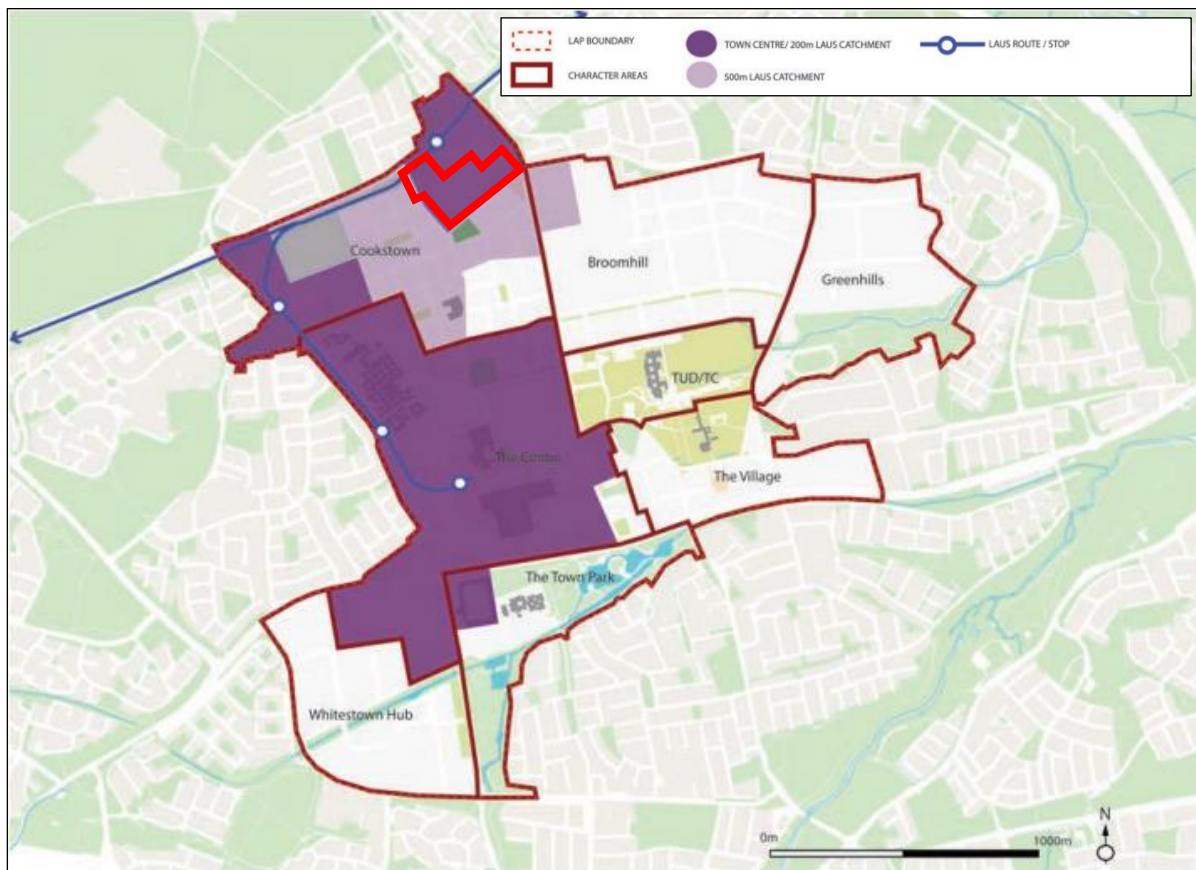 LAP BOUNDARY
TOWN CENTRE/ 200m LAUS CATCHMENT
LAUS ROUTE / STOP
CHARACTER AREAS
500m LAUS CATCHMENT
Cookstown
Broomhill
Greenhills
TUD/TC
The Centre
The Village
The Town Park
Whitestown Hub
N
0m
1000m